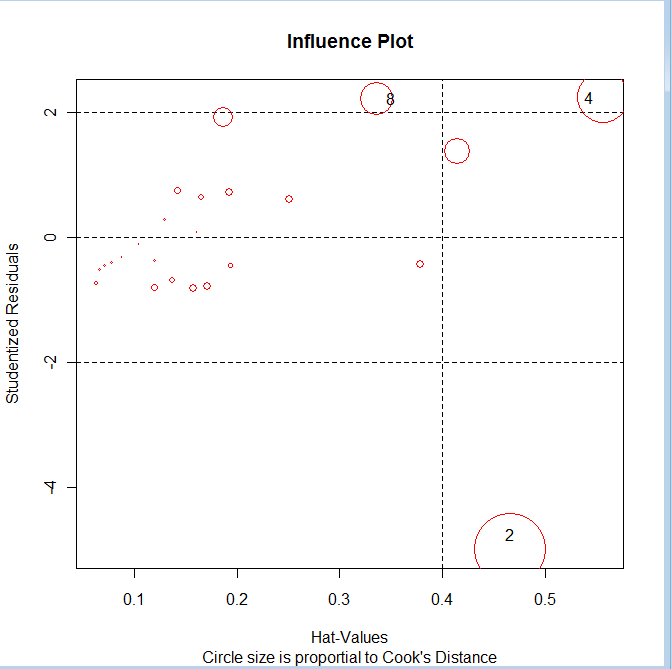 Influence Plot
8
4
2
0
-2
-4
2
0.1 0.2 0.3 0.4 0.5
Studentized Residuals
Hat-Values
Circle size is proportial to Cook's Distance